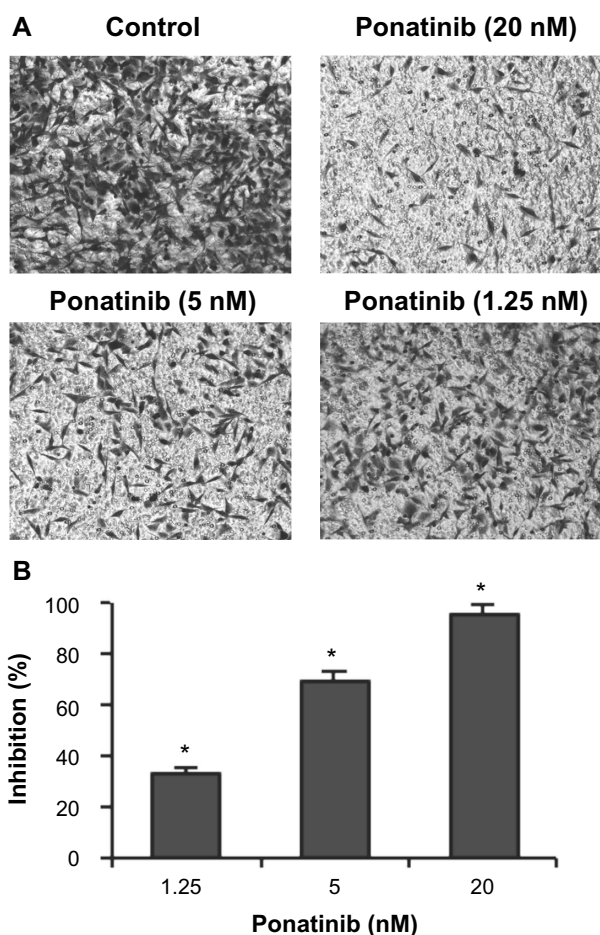 A
Control
Ponatinib (20 nM)
Ponatinib (5 nM)
Ponatinib (1.25 nM)
B
100
80
60
40
20
0
Inhibition (%)
*
*
*
1.25
5
20
Ponatinib (nM)